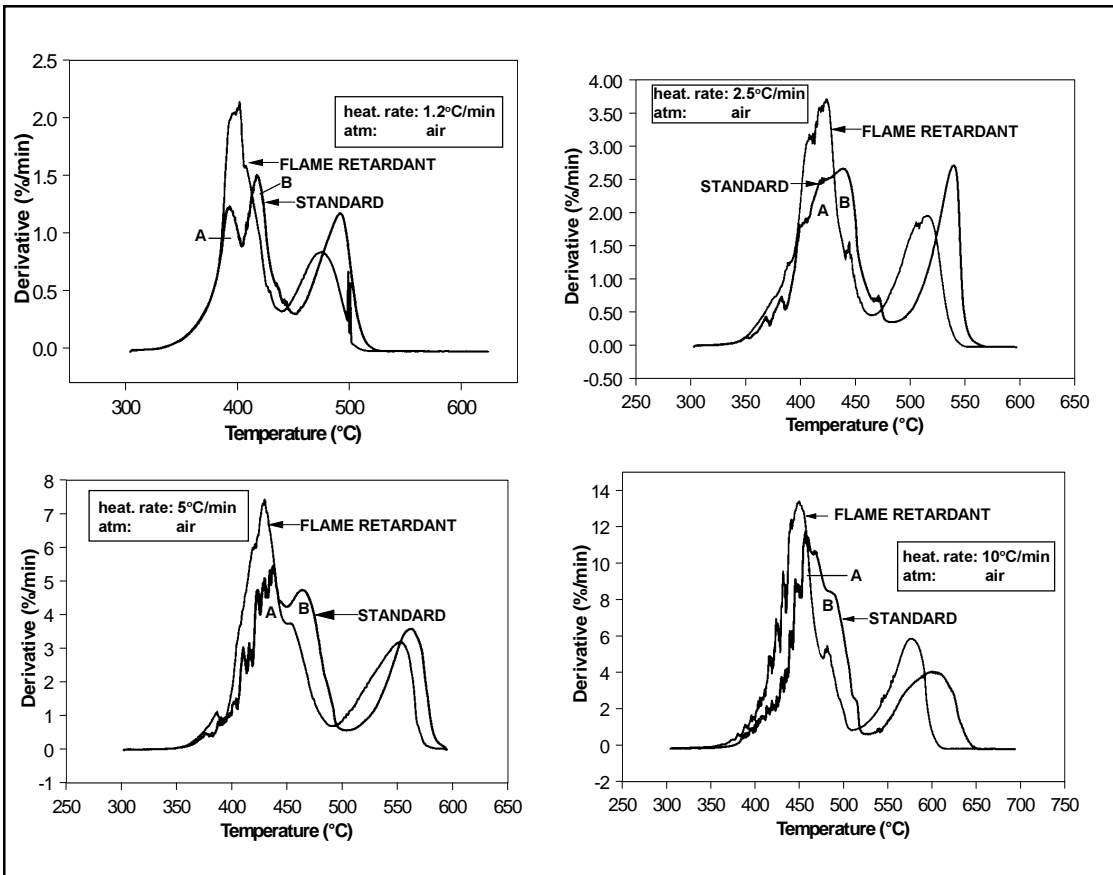 2.5
2.0
1.5
1.0
0.5
0.0
Derivative (%/min)
heat. rate: 1.2°C/min
atm: air
FLAME RETARDANT
B
STANDARD
A
300 400 500 600
Temperature (°C)
4.00
3.50
3.00
2.50
2.00
1.50
1.00
0.50
0.00
-0.50
Derivative (%/min)
heat. rate: 2.5°C/min
atm: air
FLAME RETARDANT
STANDARD
A B
250 300 350 400 450 500 550 600 650
Temperature (°C)
8
7
6
5
4
3
2
1
0
-1
Derivative (%/min)
heat. rate: 5°C/min
atm: air
FLAME RETARDANT
A B
STANDARD
250 300 350 400 450 500 550 600 650
Temperature (°C)
14
12
10
8
6
4
2
0
-2
Derivative (%/min)
FLAME RETARDANT
heat. rate: 10°C/min
atm: air
A
B
STANDARD
250 300 350 400 450 500 550 600 650 700 750
Temperature (°C)